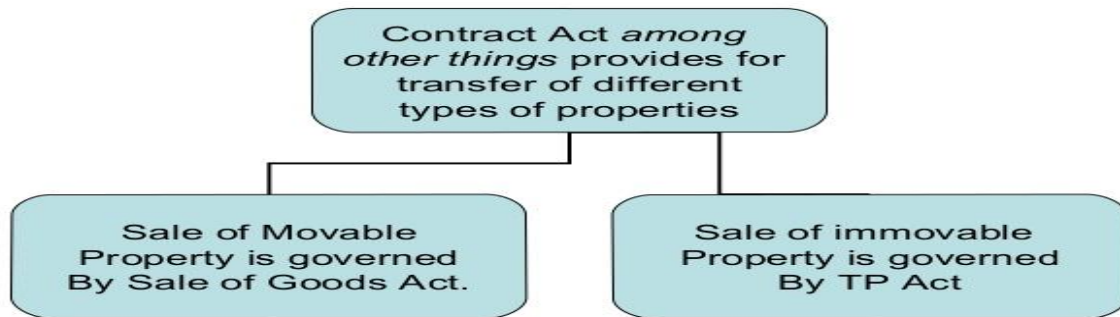 Contract Act among
other things provides for
transfer of different
types of properties
Sale of Movable
Property is governed
By Sale of Goods Act.
Sale of immovable
Property is governed
By TP Act